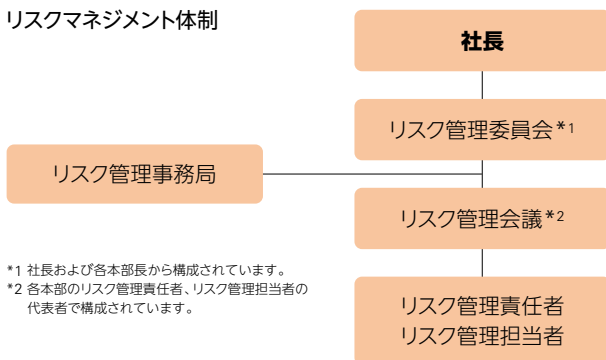 リスクマネジメント体制
社長
リスク管理委員会*1
リスク管理事務局
リスク管理会議*2
*1 社長および各本部長から構成されています。
*2 各本部のリスク管理責任者、リスク管理担当者の
代表者で構成されています。
リスク管理責任者
リスク管理担当者